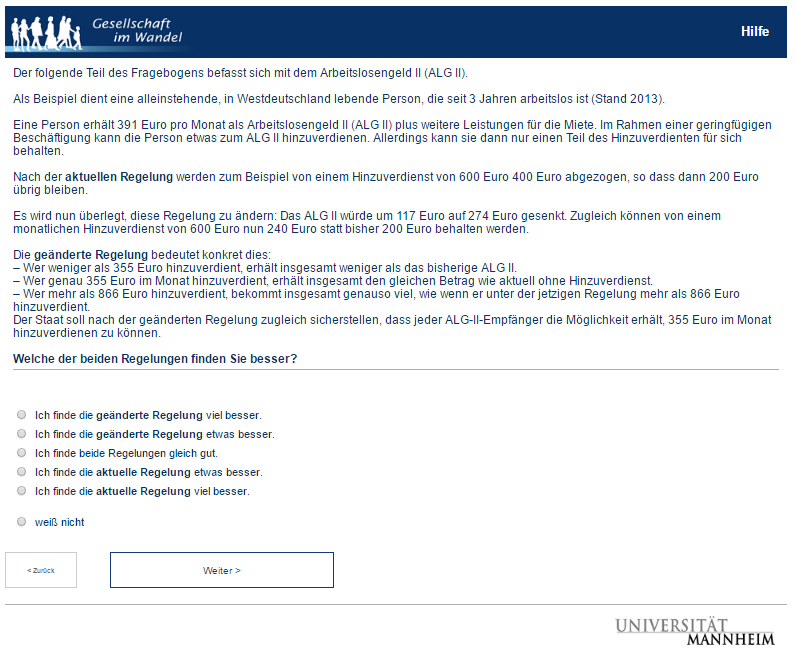 Gesellschaft
im Wandel
Hilfe
Der folgende Teil des Fragebogens befasst sich mit dem Arbeitslosengeld II (ALG II).
Als Beispiel dient eine alleinstehende, in Westdeutschland lebende Person, die seit 3 Jahren arbeitslos ist (Stand 2013).
Eine Person erhält 391 Euro pro Monat als Arbeitslosengeld II (ALG II) plus weitere Leistungen für die Miete. Im Rahmen einer geringfügigen
Beschäftigung kann die Person etwas zum ALG II hinzuverdienen. Allerdings kann sie dann nur einen Teil des Hinzuverdienten für sich
behalten.
Nach der aktuellen Regelung werden zum Beispiel von einem Hinzuverdienst von 600 Euro 400 Euro abgezogen, so dass dann 200 Euro
übrig bleiben.
Es wird nun überlegt, diese Regelung zu ändern: Das ALG II würde um 117 Euro auf 274 Euro gesenkt. Zugleich können von einem
monatlichen Hinzuverdienst von 600 Euro nun 240 Euro statt bisher 200 Euro behalten werden.
Die geänderte Regelung bedeutet konkret dies:
– Wer weniger als 355 Euro hinzuverdient, erhält insgesamt weniger als das bisherige ALG II.
– Wer genau 355 Euro im Monat hinzuverdient, erhält insgesamt den gleichen Betrag wie aktuell ohne Hinzuverdienst.
– Wer mehr als 866 Euro hinzuverdient, bekommt insgesamt genauso viel, wie wenn er unter der jetzigen Regelung mehr als 866 Euro
hinzuverdient.
Der Staat soll nach der geänderten Regelung zugleich sicherstellen, dass jeder ALG-II-Empfänger die Möglichkeit erhält, 355 Euro im Monat
hinzuverdienen zu können.
Welche der beiden Regelungen finden Sie besser?
Ich finde die geänderte Regelung viel besser.
Ich finde die geänderte Regelung etwas besser.
Ich finde beide Regelungen gleich gut.
Ich finde die aktuelle Regelung etwas besser.
Ich finde die aktuelle Regelung viel besser.
weiß nicht
< Zurück
Weiter >
UNIVERSITÄT
MANNHEIM